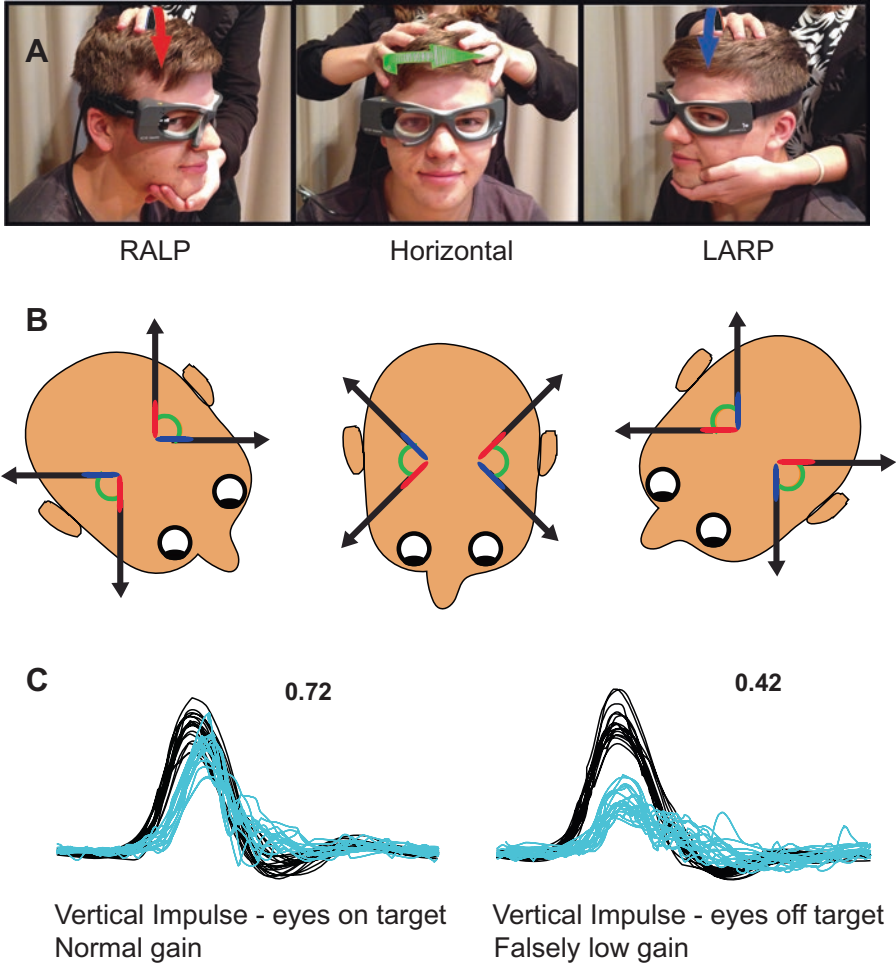 A
RALP
Horizontal
LARP
B
C
0.72
0.42
Vertical Impulse - eyes on target
Normal gain
Vertical Impulse - eyes off target
Falsely low gain